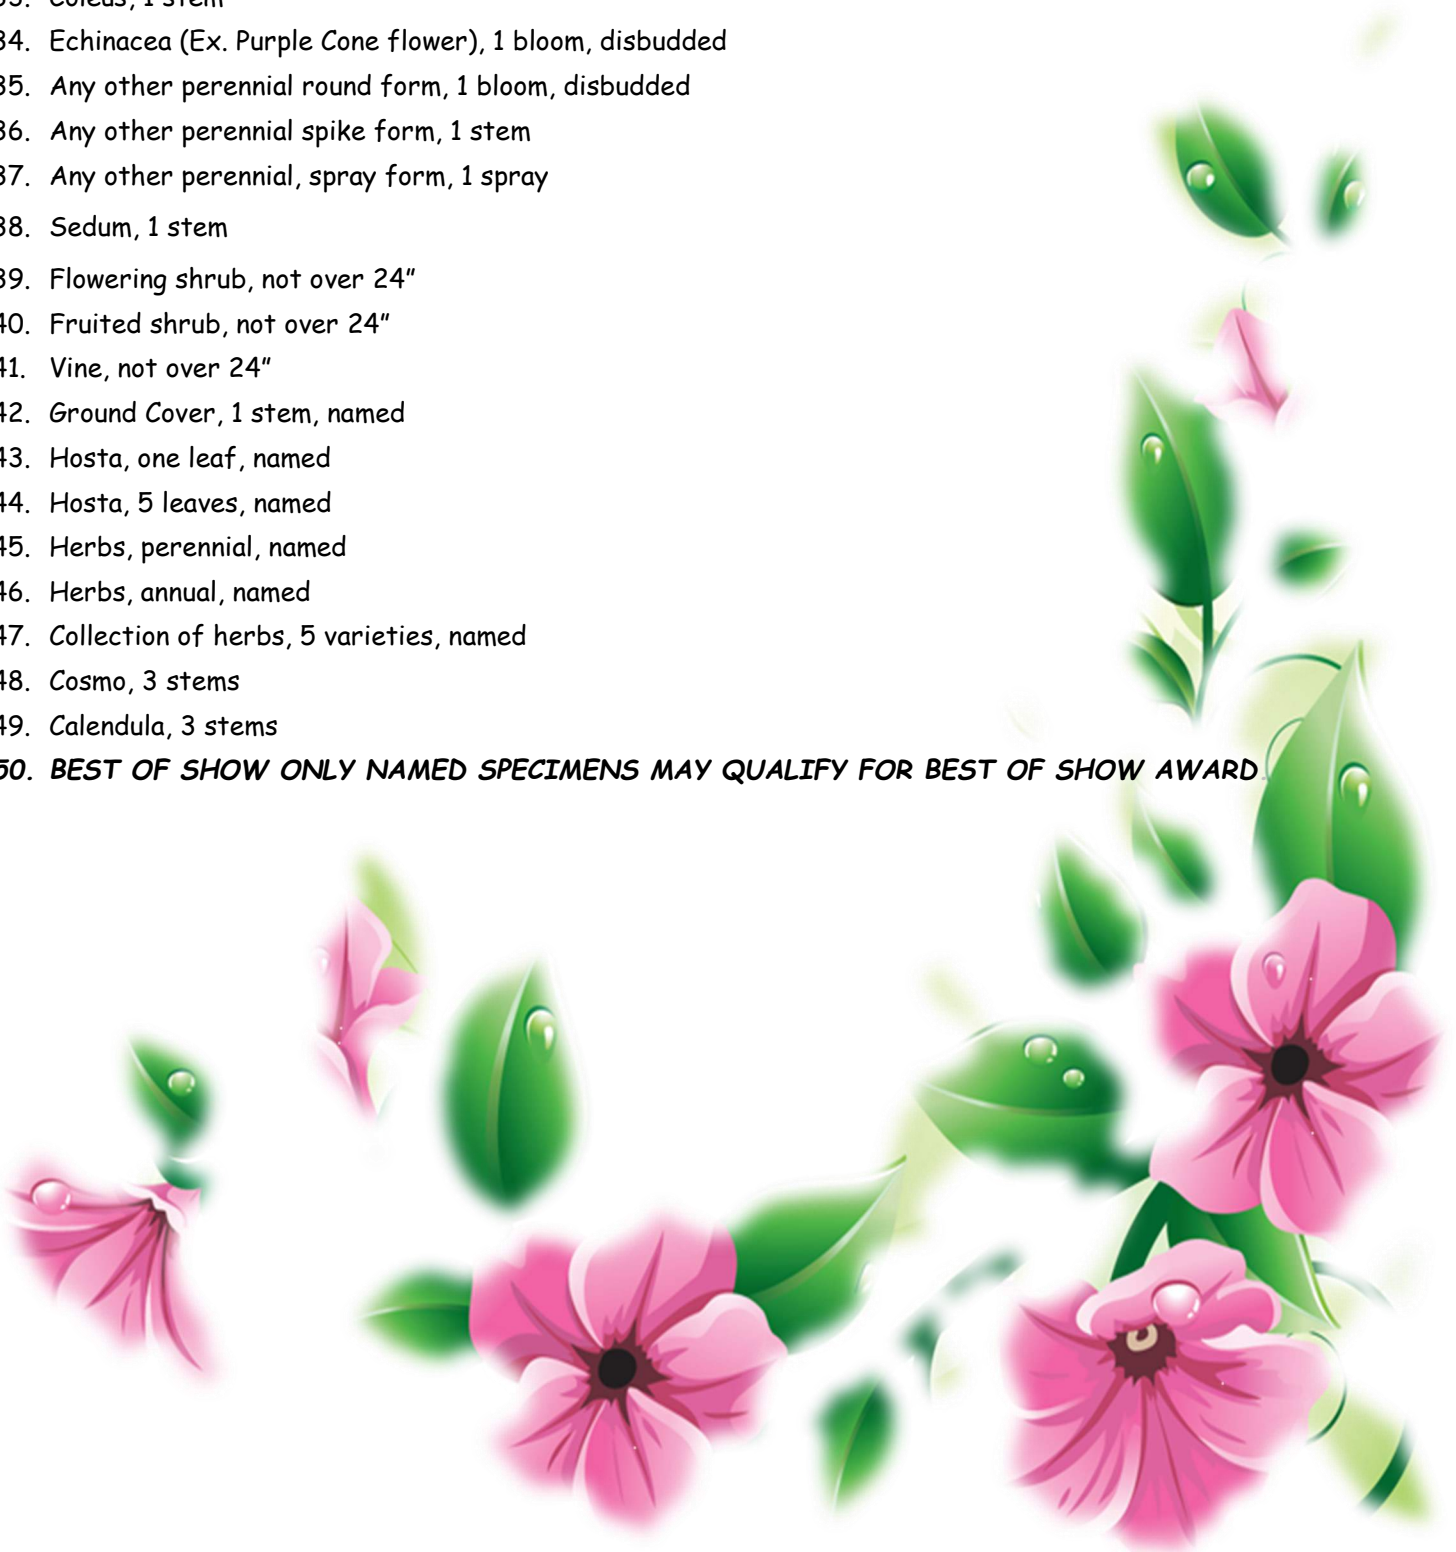 33. Coleus, 1 stem
34. Echinacea (Ex. Purple Cone flower), 1 bloom, disbudded
35. Any other perennial round form, 1 bloom, disbudded
36. Any other perennial spike form, 1 stem
37. Any other perennial, spray form, 1 spray
38. Sedum, 1 stem
39. Flowering shrub, not over 24”
40. Fruited shrub, not over 24”
41. Vine, not over 24”
42. Ground Cover, 1 stem, named
43. Hosta, one leaf, named
44. Hosta, 5 leaves, named
45. Herbs, perennial, named
46. Herbs, annual, named
47. Collection of herbs, 5 varieties, named
48. Cosmo, 3 stems
49. Calendula, 3 stems
50. BEST OF SHOW ONLY NAMED SPECIMENS MAY QUALIFY FOR BEST OF SHOW AWARD.